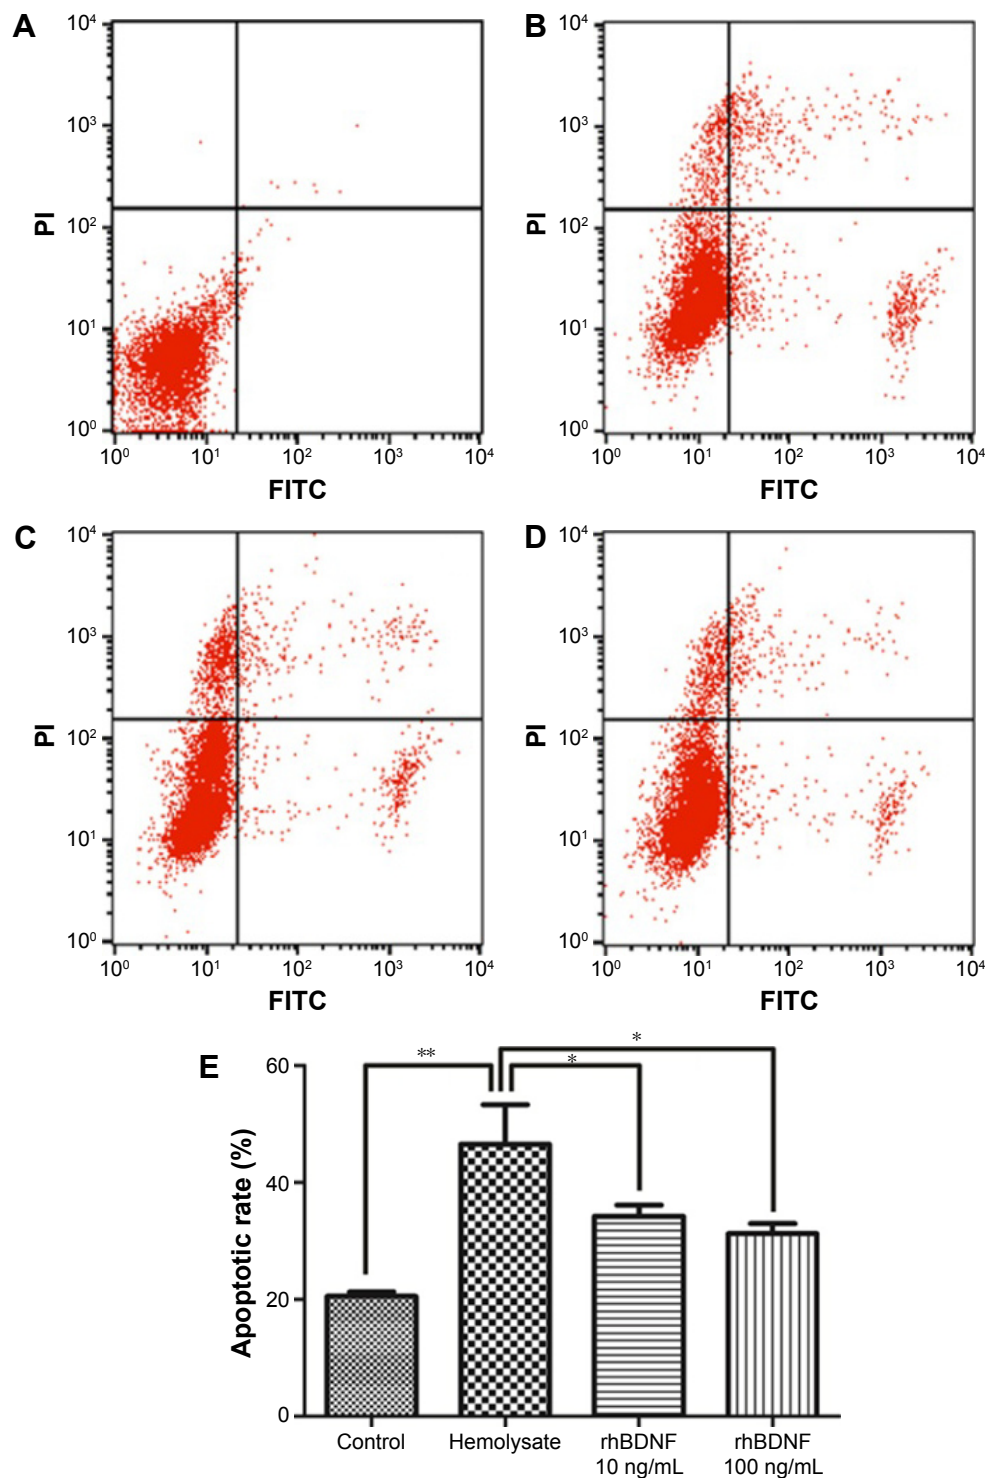 A
10⁴
10³
10²
10¹
10⁰
PI
10⁰ 10¹ 10² 10³ 10⁴
FITC
B
10⁴
10³
10²
10¹
10⁰
PI
10⁰ 10¹ 10² 10³ 10⁴
FITC
C
10⁴
10³
10²
10¹
10⁰
PI
10⁰ 10¹ 10² 10³ 10⁴
FITC
D
10⁴
10³
10²
10¹
10⁰
PI
10⁰ 10¹ 10² 10³ 10⁴
FITC
E
60
40
20
0
Apoptotic rate (%)
**
*
*
Control
Hemolysate
rhBDNF
10 ng/mL
rhBDNF
100 ng/mL